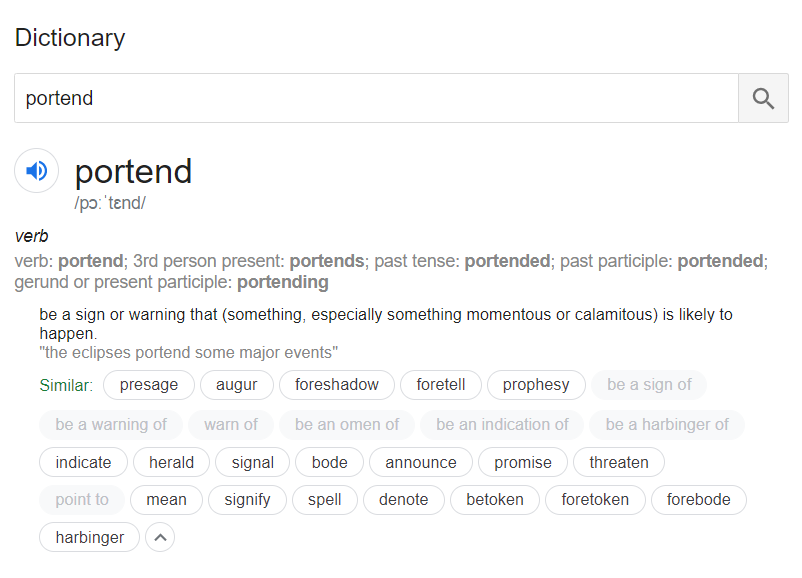 Dictionary
portend
portend
/pɔːˈtɛnd/
verb
verb: portend; 3rd person present: portends; past tense: portended; past participle: portended;
gerund or present participle: portending
be a sign or warning that (something, especially something momentous or calamitous) is likely to
happen.
"the eclipses portend some major events"
Similar: presage augur foreshadow foretell prophesy be a sign of
be a warning of warn of be an omen of be an indication of be a harbinger of
indicate herald signal bode announce promise threaten
point to mean signify spell denote betoken foretoken forebode
harbinger